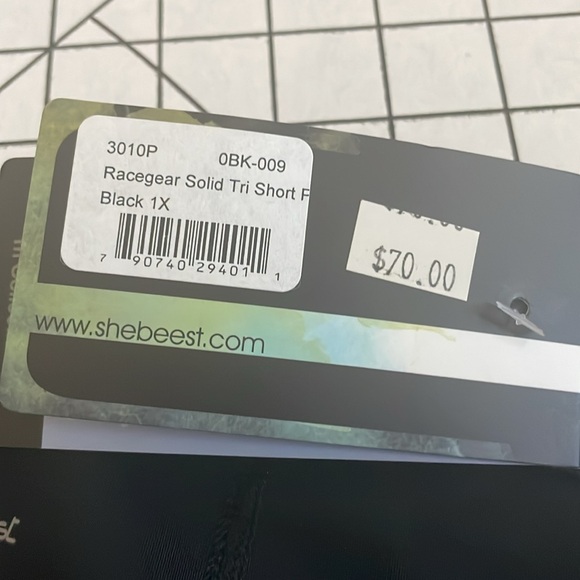 3010P 0BK-009
Racegear Solid Tri Short P
Black 1X
7 90740 29401 1
$70.00
www.shebeest.com